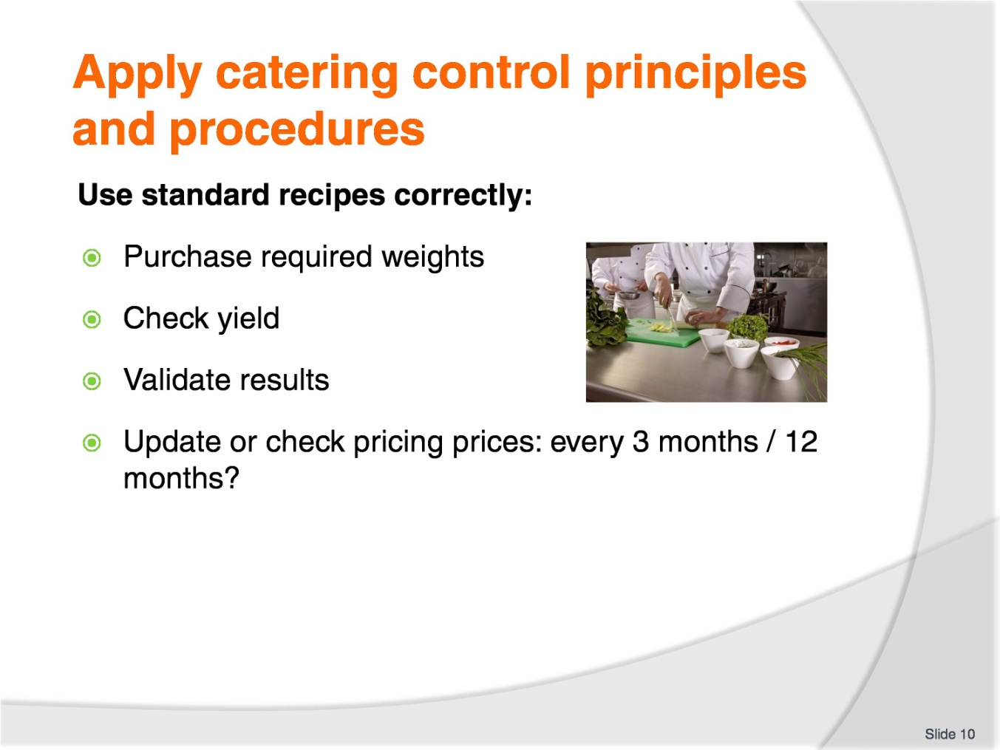 Apply catering control principles
and procedures
Use standard recipes correctly:
Purchase required weights
Check yield
Validate results
Update or check pricing prices: every 3 months / 12
months?
Slide 10